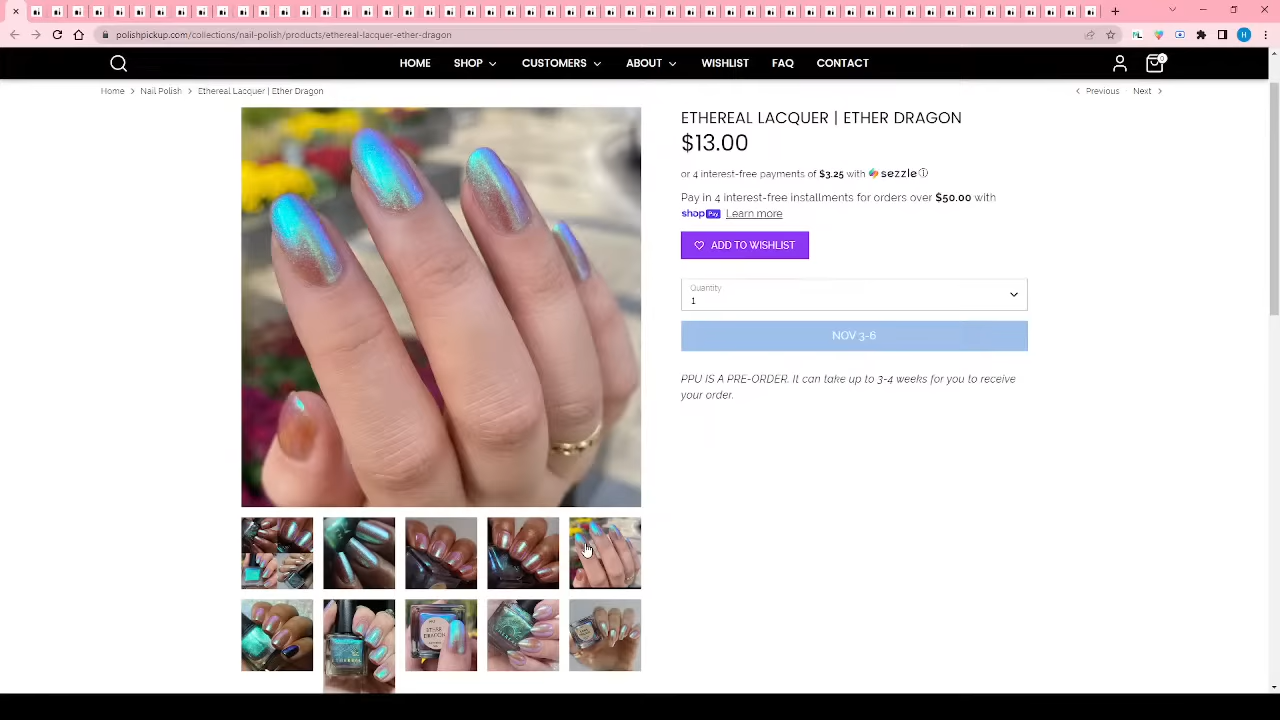 polishpickup.com/collections/nail-polish/products/ethereal-lacquer-ether-dragon
HOME SHOP CUSTOMERS ABOUT WISHLIST FAQ CONTACT
0
Home > Nail Polish > Ethereal Lacquer | Ether Dragon
< Previous Next >
ETHEREAL LACQUER | ETHER DRAGON
$13.00
or 4 interest-free payments of $3.25 with sezzle
Pay in 4 interest-free installments for orders over $50.00 with
shop Pay Learn more
ADD TO WISHLIST
Quantity
1
NOV 3-6
PPU IS A PRE-ORDER. It can take up to 3-4 weeks for you to receive
your order.
ETHER
DRAGON
ETHEREAL